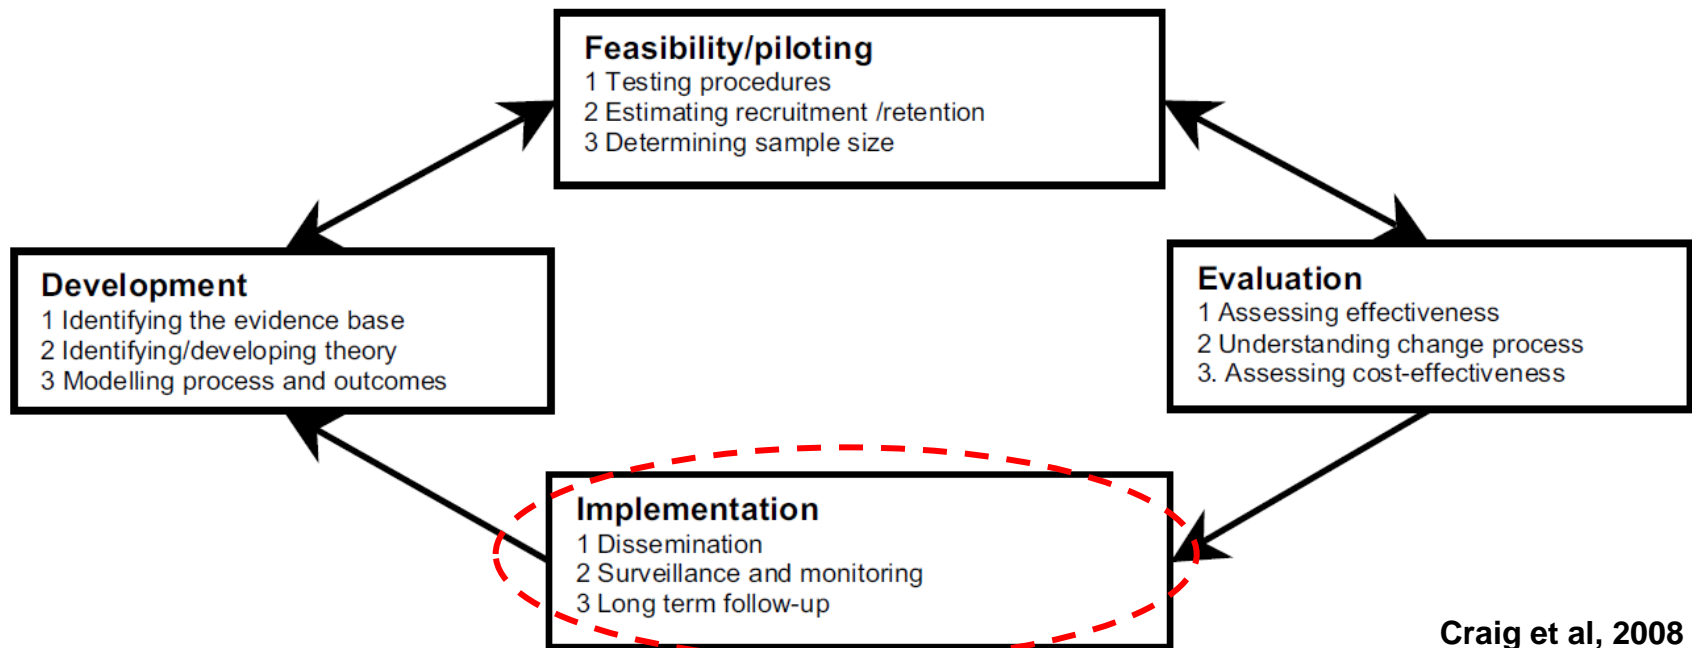 Feasibility/piloting
1 Testing procedures
2 Estimating recruitment /retention
3 Determining sample size
Development
1 Identifying the evidence base
2 Identifying/developing theory
3 Modelling process and outcomes
Evaluation
1 Assessing effectiveness
2 Understanding change process
3. Assessing cost-effectiveness
Implementation
1 Dissemination
2 Surveillance and monitoring
3 Long term follow-up
Craig et al, 2008